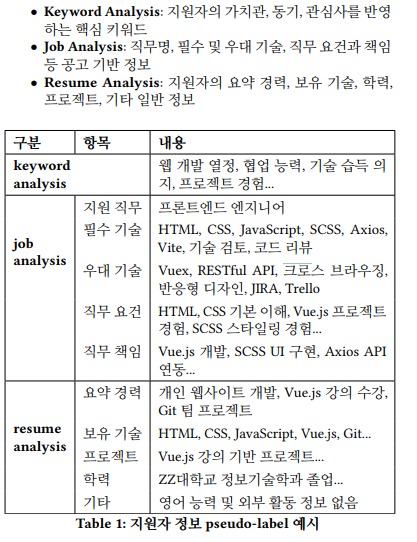 • Keyword Analysis: 지원자의 가치관, 동기, 관심사를 반영
하는 핵심 키워드
• Job Analysis: 직무명, 필수 및 우대 기술, 직무 요건과 책임
등 공고 기반 정보
• Resume Analysis: 지원자의 요약 경력, 보유 기술, 학력,
프로젝트, 기타 일반 정보
구분 항목 내용
keyword analysis 웹 개발 열정, 협업 능력, 기술 습득 의
지, 프로젝트 경험...
job analysis
지원 직무 프론트엔드 엔지니어
필수 기술 HTML, CSS, JavaScript, SCSS, Axios,
Vite, 기술 검토, 코드 리뷰
우대 기술 Vuex, RESTful API, 크로스 브라우징,
반응형 디자인, JIRA, Trello
직무 요건 HTML, CSS 기본 이해, Vue.js 프로젝트
경험, SCSS 스타일링 경험...
직무 책임 Vue.js 개발, SCSS UI 구현, Axios API
연동...
resume analysis
요약 경력 개인 웹사이트 개발, Vue.js 강의 수강,
Git 팀 프로젝트
보유 기술 HTML, CSS, JavaScript, Vue.js, Git...
프로젝트 Vue.js 강의 기반 프로젝트...
학력 ZZ대학교 정보기술학과 졸업...
기타 영어 능력 및 외부 활동 정보 없음
Table 1: 지원자 정보 pseudo-label 예시